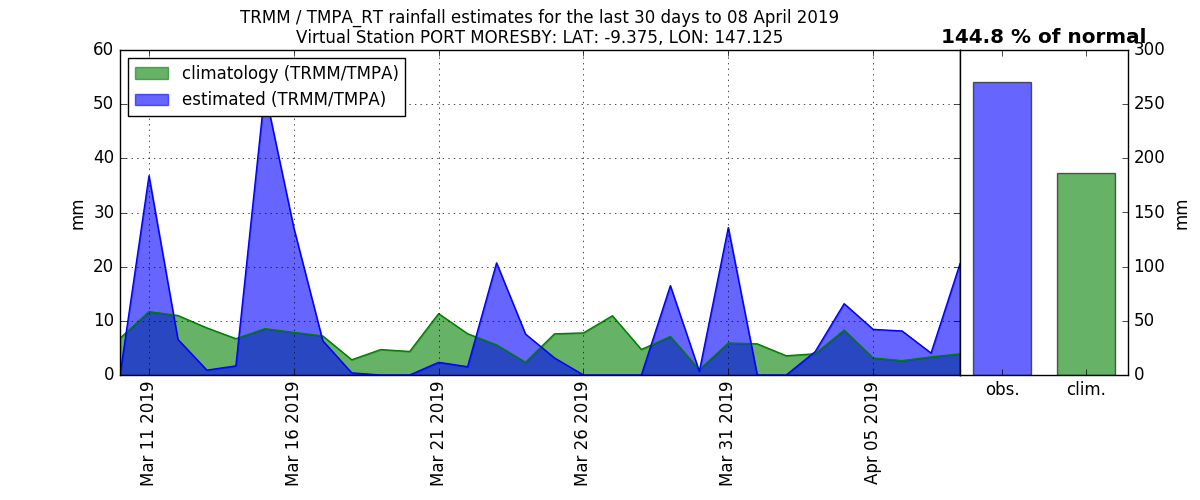 TRMM / TMPA_RT rainfall estimates for the last 30 days to 08 April 2019
Virtual Station PORT MORESBY: LAT: -9.375, LON: 147.125
144.8 % of normal
climatology (TRMM/TMPA)
estimated (TRMM/TMPA)
60
50
40
30
20
10
0
mm
Mar 11 2019
Mar 16 2019
Mar 21 2019
Mar 26 2019
Mar 31 2019
Apr 05 2019
obs.
clim.
300
250
200
150
100
50
0
mm